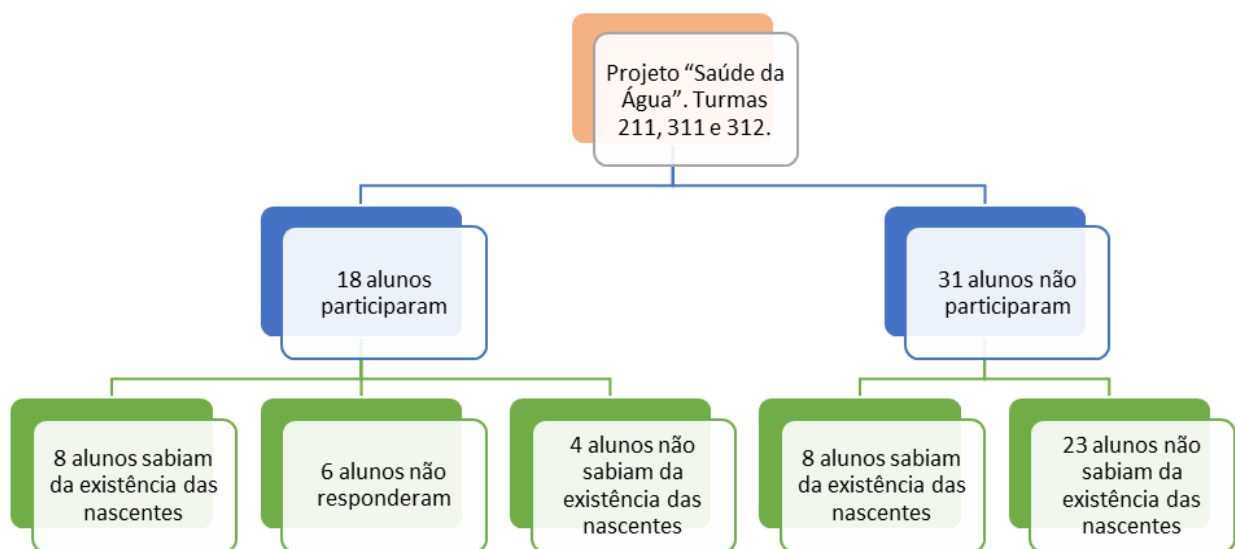 Projeto “Saúde da
Água”. Turmas
211, 311 e 312.
18 alunos
participaram
31 alunos não
participaram
8 alunos sabiam
da existência das
nascentes
6 alunos não
responderam
4 alunos não
sabiam da
existência das
nascentes
8 alunos sabiam
da existência das
nascentes
23 alunos não
sabiam da
existência das
nascentes